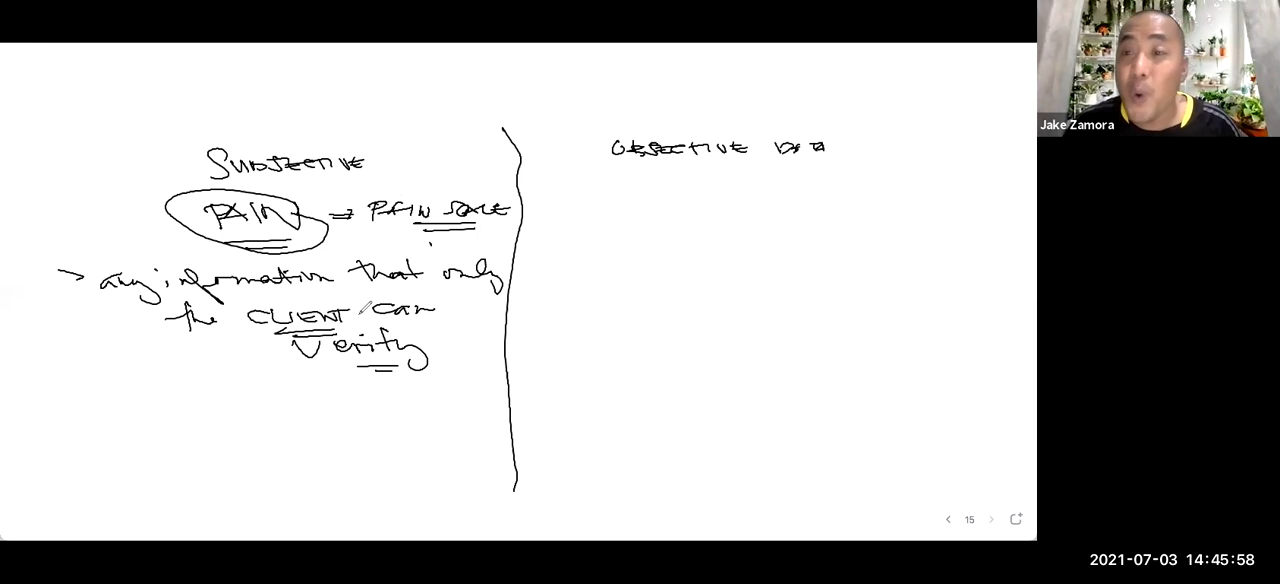 SUBJECTIVE
PAIN ⇒ PAIN SCALE
→ any information that only
the CLIENT can
Verify
OBJECTIVE
Jake Zamora
15
2021-07-03 14:45:58